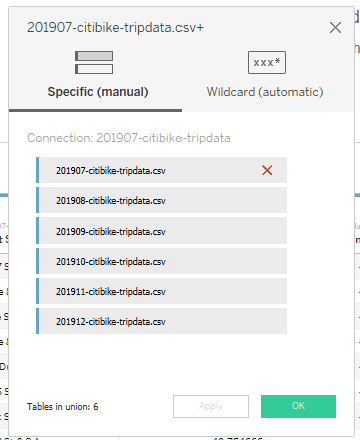 201907-citibike-tripdata.csv+
xxx*
Specific (manual)
Wildcard (automatic)
Connection: 201907-citibike-tripdata
201907-citibike-tripdata.csv
201908-citibike-tripdata.csv
201909-citibike-tripdata.csv
201910-citibike-tripdata.csv
201911-citibike-tripdata.csv
201912-citibike-tripdata.csv
Tables in union: 6
Apply
OK